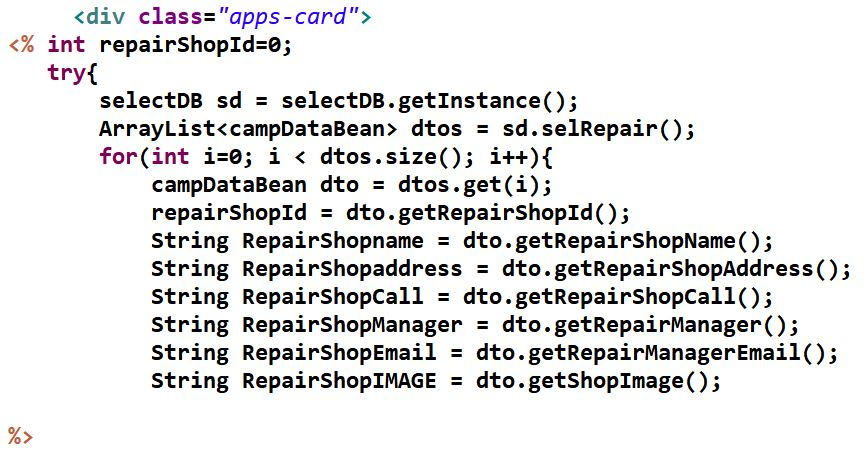 <div class="apps-card">
<% int repairShopId=0;
try{
selectDB sd = selectDB.getInstance();
ArrayList<campDataBean> dtos = sd.selRepair();
for(int i=0; i < dtos.size(); i++){
campDataBean dto = dtos.get(i);
repairShopId = dto.getRepairShopId();
String RepairShopname = dto.getRepairShopName();
String RepairShopaddress = dto.getRepairShopAddress();
String RepairShopCall = dto.getRepairShopCall();
String RepairShopManager = dto.getRepairManager();
String RepairShopEmail = dto.getRepairManagerEmail();
String RepairShopIMAGE = dto.getShopImage();
%>